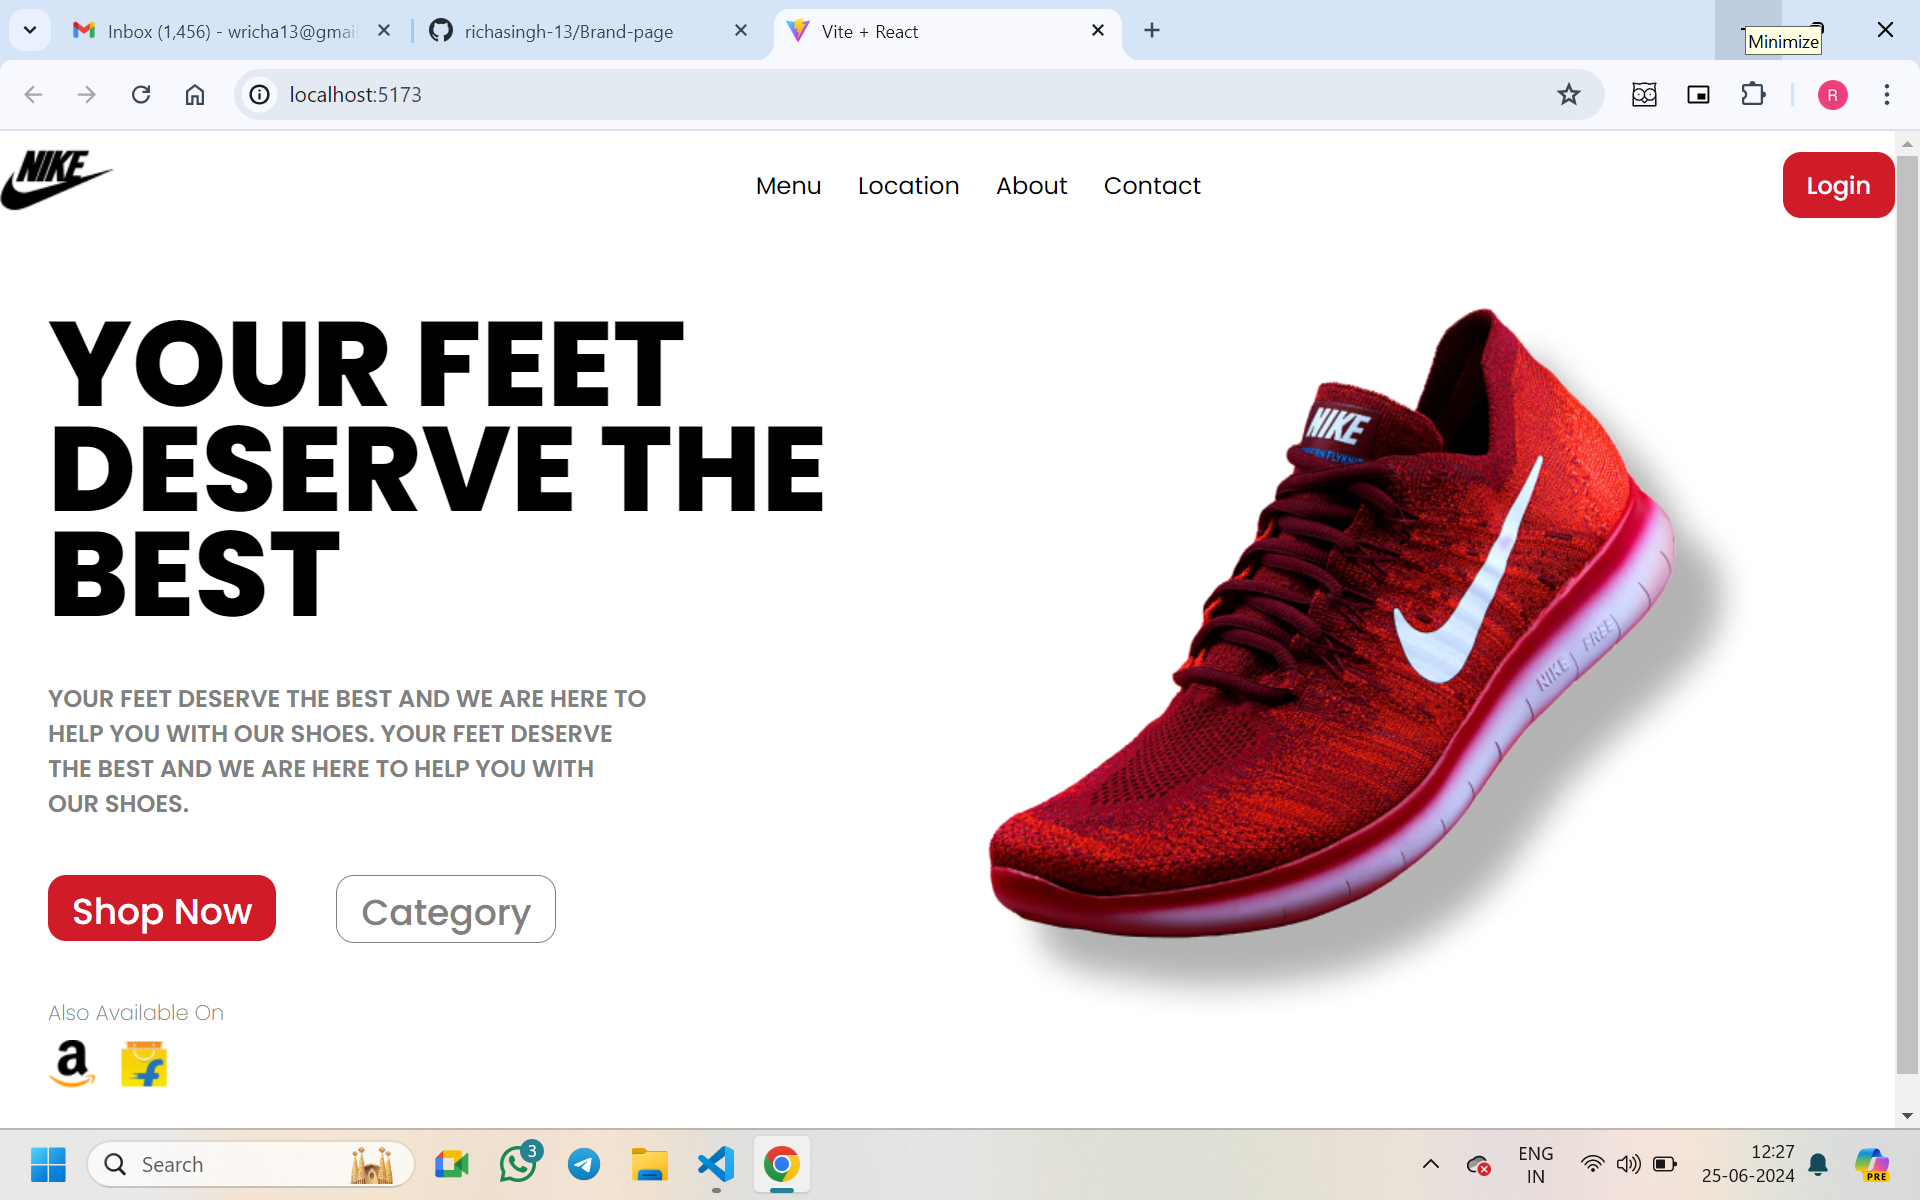 Inbox (1,456) - wricha13@gmai
richasingh-13/Brand-page
Vite + React
Minimize
localhost:5173
R
NIKE
Menu
Location
About
Contact
Login
YOUR FEET
DESERVE THE
BEST
NIKE
NIKE FREE
YOUR FEET DESERVE THE BEST AND WE ARE HERE TO
HELP YOU WITH OUR SHOES. YOUR FEET DESERVE
THE BEST AND WE ARE HERE TO HELP YOU WITH
OUR SHOES.
Shop Now
Category
Also Available On
a
f
Search
3
ENG
IN
12:27
25-06-2024
PRE